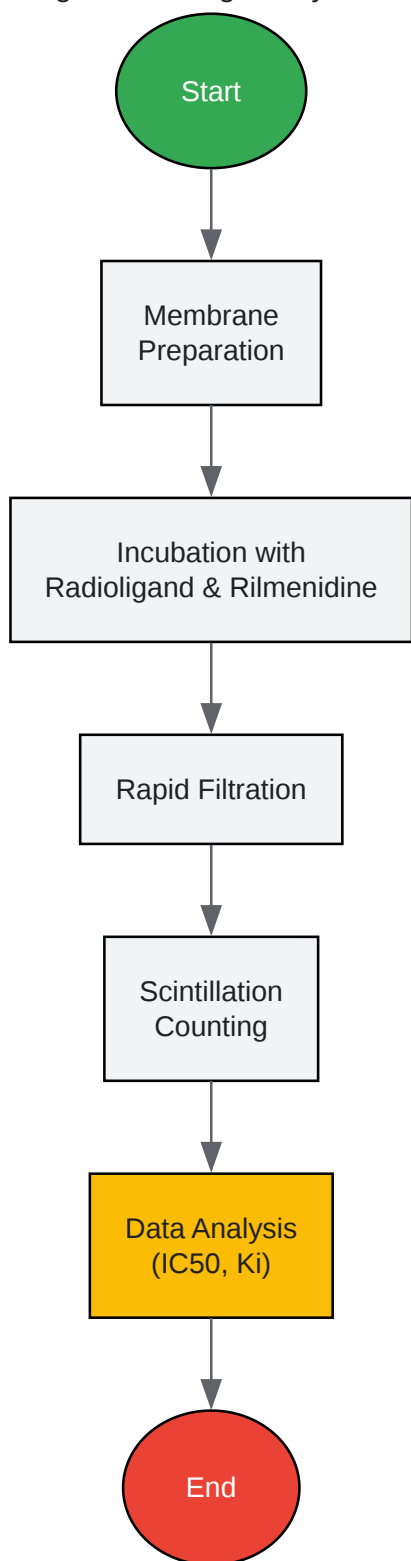 Start
Membrane
Preparation
Incubation with
Radioligand & Rilmenidine
Rapid Filtration
Scintillation
Counting
Data Analysis
(IC50, Ki)
End